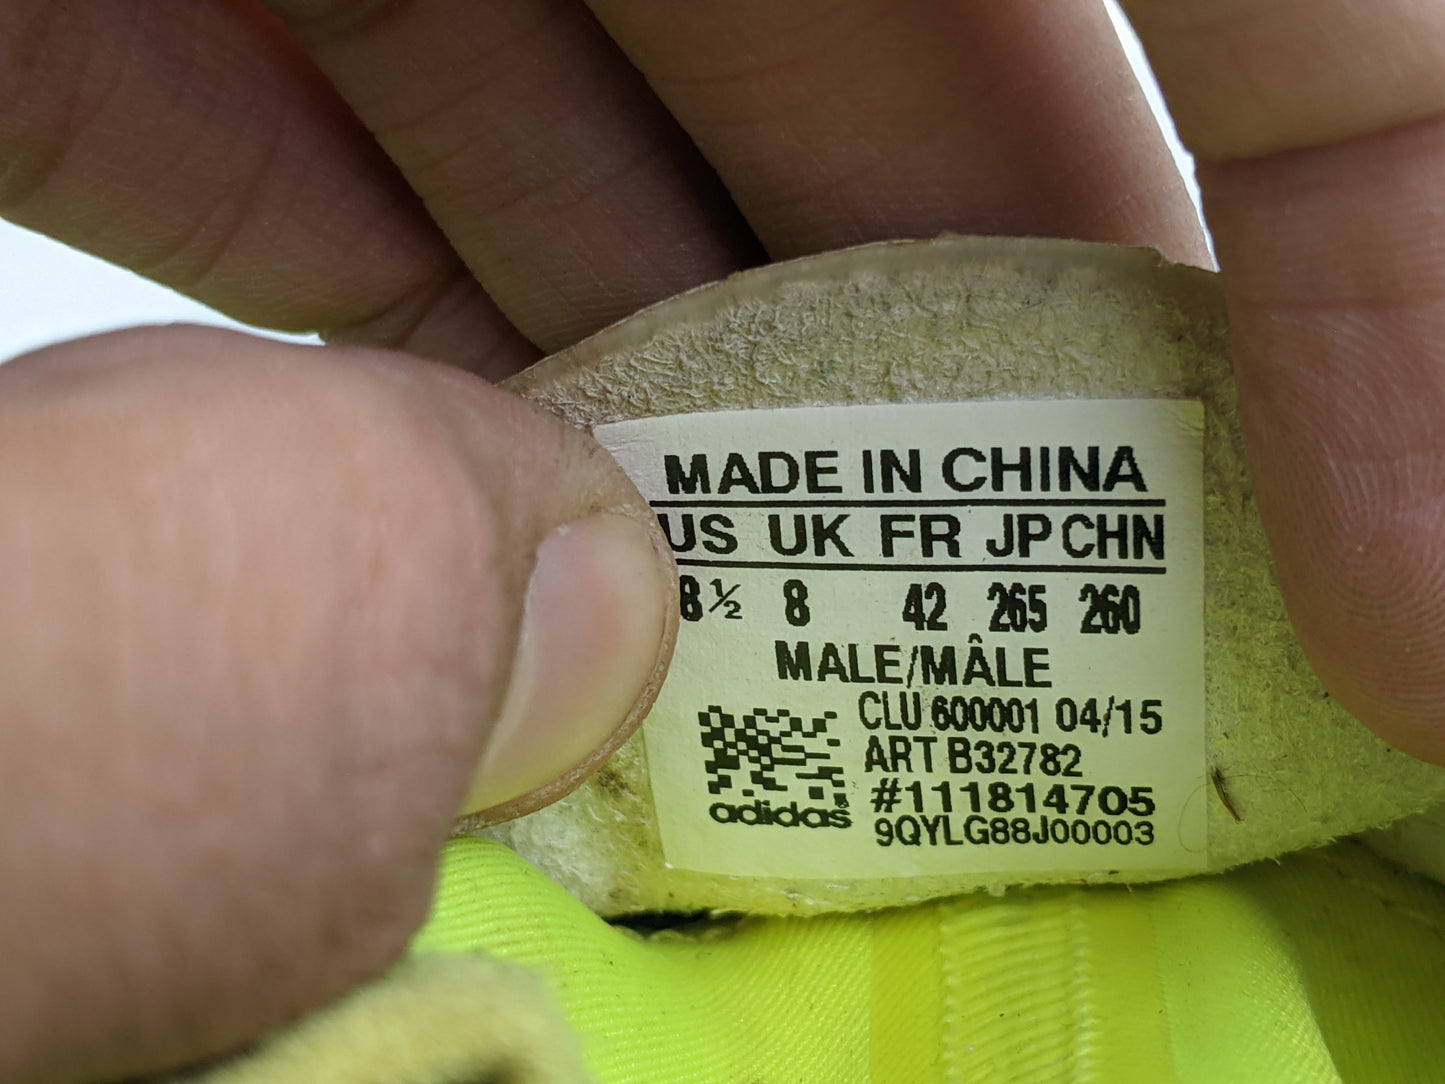 MADE IN CHINA
US UK FR JP CHN
8½ 8 42 265 260
MALE/MÂLE
CLU 600001 04/15
ART B32782
#111814705
adidas® 9QYLG88J00003